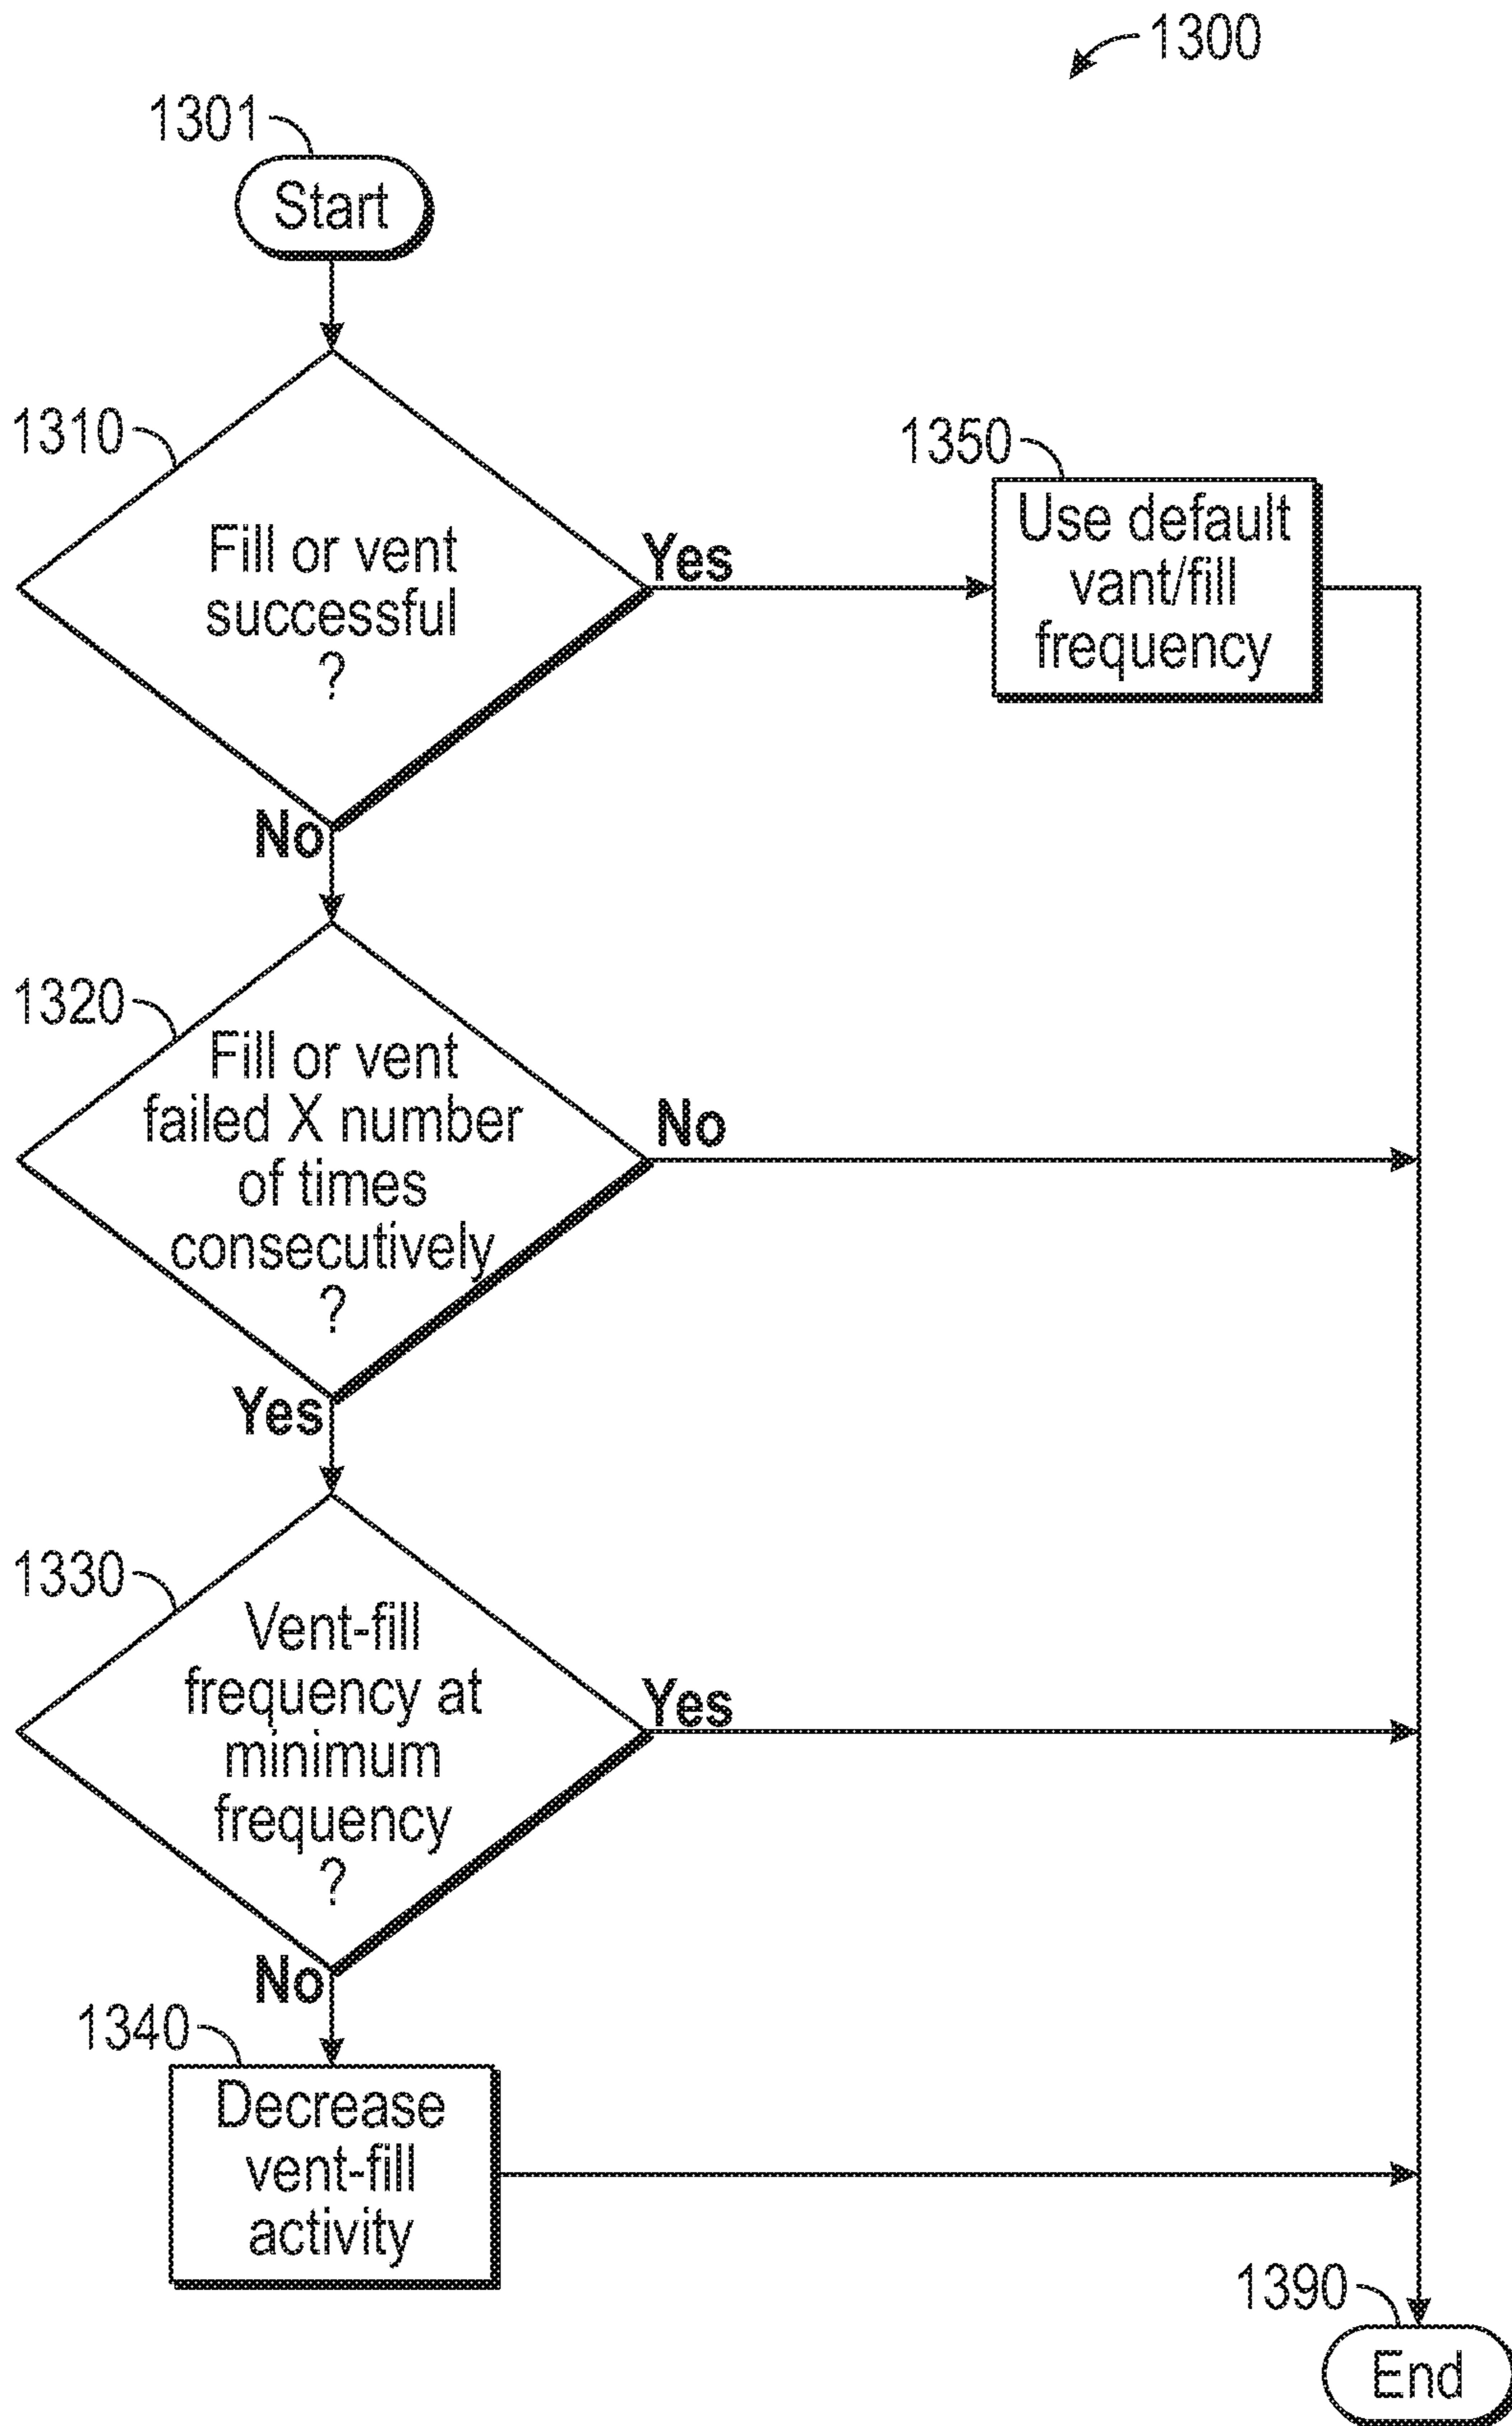 1300
1301
Start
1310
Fill or vent
successful
?
Yes
1350
Use default
vant/fill
frequency
No
1320
Fill or vent
failed X number
of times
consecutively
?
No
Yes
1330
Vent-fill
frequency at
minimum
frequency
?
Yes
No
1340
Decrease
vent-fill
activity
1390
End